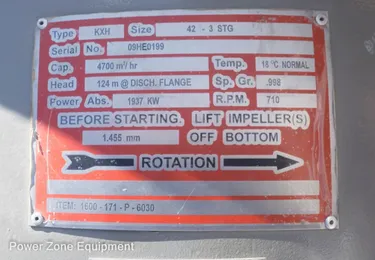 Type KXH Size 42 - 3 STG
Serial No. 09HE0199
Cap. 4700 m³/hr Temp. 18 °C NORMAL
Head 124 m @ DISCH. FLANGE Sp. Gr. .998
Power Abs. 1937 KW R.P.M. 710
BEFORE STARTING, LIFT IMPELLER(S)
1.455 mm OFF BOTTOM
ROTATION
ITEM: 1600-171-P-6030
Power Zone Equipment